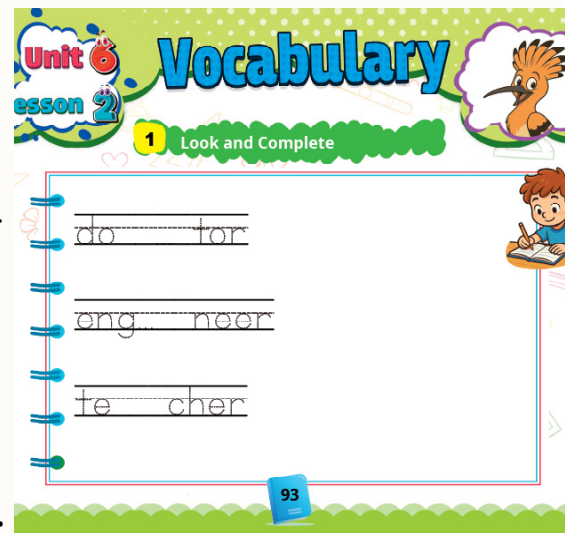 Unit 6
Vocabulary
esson 2
1 Look and Complete
do tor
eng... neer
te cher
93